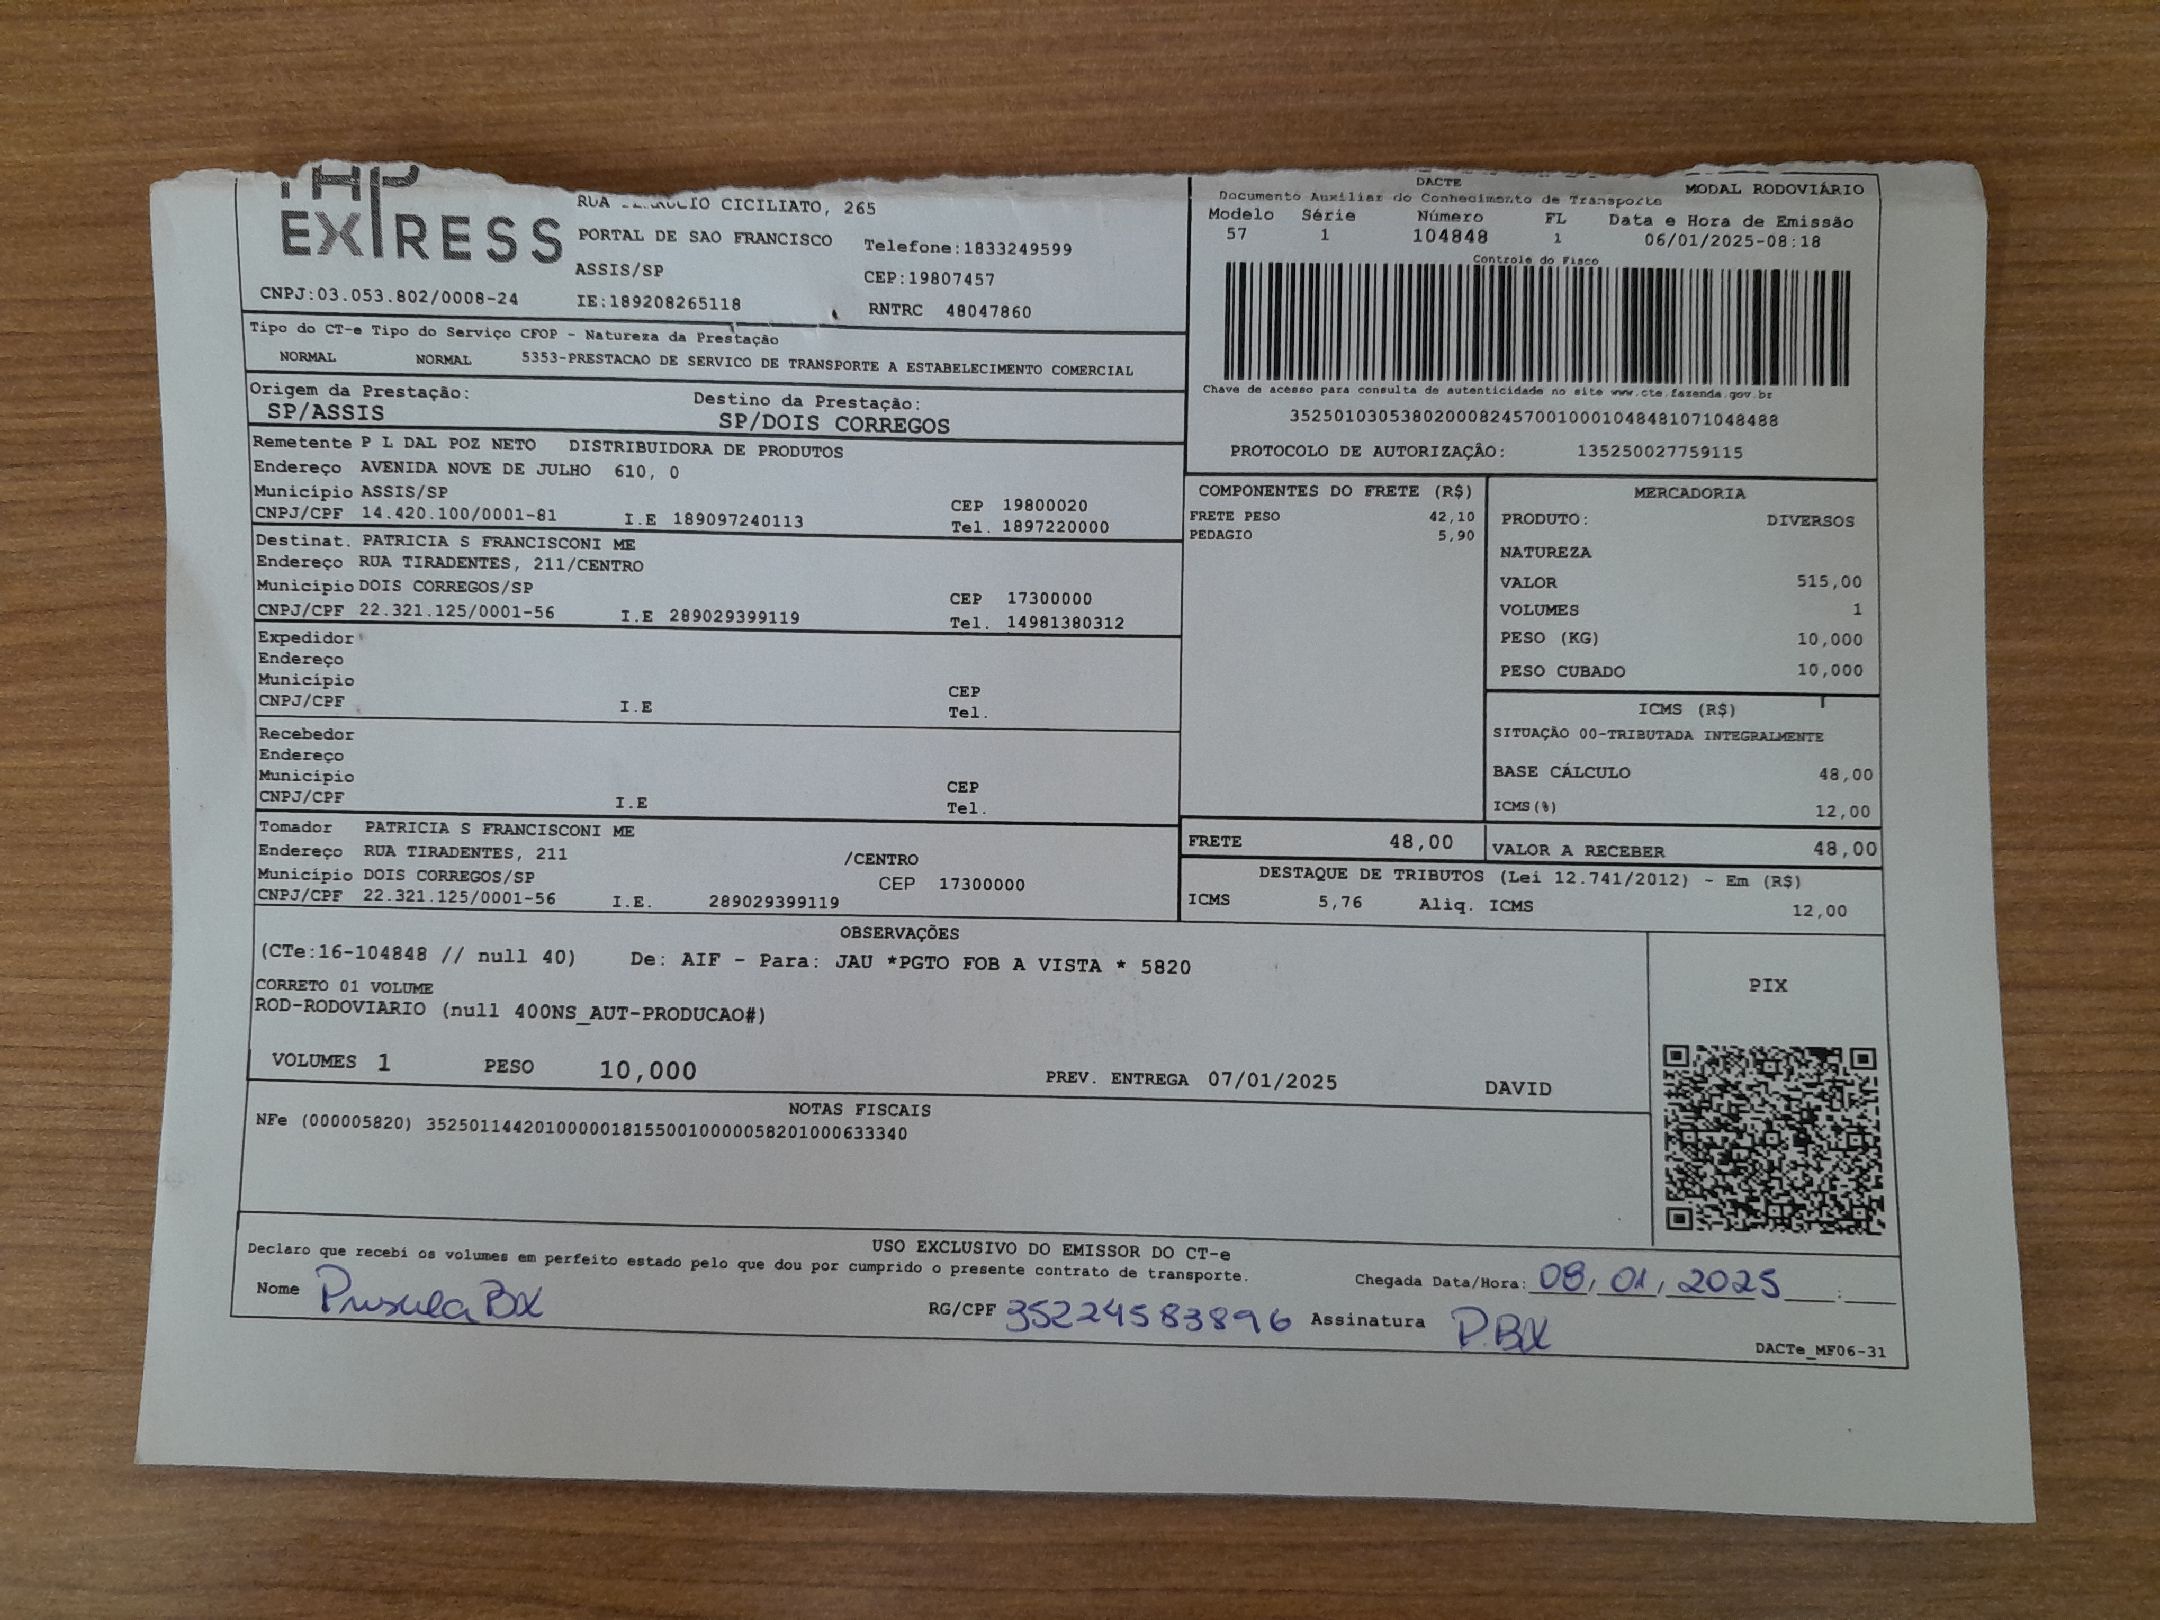 EXPRESS
RUA CICILIATO, 265
PORTAL DE SAO FRANCISCO
Telefone:1833249599
ASSIS/SP
CEP:19807457
CNPJ:03.053.802/0008-24
IE:189208265118
RNTRC 48047860
DACTE
MODAL RODOVIÁRIO
Documento Auxiliar do Conhecimento de Transporte
Modelo Série Número FL Data e Hora de Emissão
57 1 104848 1 06/01/2025-08:18
Controle do Fisco
Chave de acesso para consulta de autenticidade no site www.cte.fazenda.gov.br
35250103053802000824570010001048481071048488
PROTOCOLO DE AUTORIZAÇÃO: 135250027759115
Tipo do CT-e Tipo do Serviço CFOP - Natureza da Prestação
NORMAL NORMAL 5353-PRESTACAO DE SERVICO DE TRANSPORTE A ESTABELECIMENTO COMERCIAL
Origem da Prestação: Destino da Prestação:
SP/ASSIS SP/DOIS CORREGOS
Remetente P L DAL POZ NETO DISTRIBUIDORA DE PRODUTOS
Endereço AVENIDA NOVE DE JULHO 610, 0
Município ASSIS/SP CEP 19800020
CNPJ/CPF 14.420.100/0001-81 I.E 189097240113 Tel. 1897220000
Destinat. PATRICIA S FRANCISCONI ME
Endereço RUA TIRADENTES, 211/CENTRO
Município DOIS CORREGOS/SP CEP 17300000
CNPJ/CPF 22.321.125/0001-56 I.E 289029399119 Tel. 14981380312
Expedidor
Endereço
Município CEP
CNPJ/CPF I.E Tel.
Recebedor
Endereço
Município CEP
CNPJ/CPF I.E Tel.
Tomador PATRICIA S FRANCISCONI ME
Endereço RUA TIRADENTES, 211 /CENTRO
Município DOIS CORREGOS/SP CEP 17300000
CNPJ/CPF 22.321.125/0001-56 I.E. 289029399119
COMPONENTES DO FRETE (R$)
FRETE PESO 42,10
PEDAGIO 5,90
MERCADORIA
PRODUTO: DIVERSOS
NATUREZA
VALOR 515,00
VOLUMES 1
PESO (KG) 10,000
PESO CUBADO 10,000
ICMS (R$)
SITUAÇÃO 00-TRIBUTADA INTEGRALMENTE
BASE CÁLCULO 48,00
ICMS(%) 12,00
FRETE 48,00 VALOR A RECEBER 48,00
DESTAQUE DE TRIBUTOS (Lei 12.741/2012) - Em (R$)
ICMS 5,76 Aliq. ICMS 12,00
OBSERVAÇÕES
(CTe:16-104848 // null 40) De: AIF - Para: JAU *PGTO FOB A VISTA * 5820
CORRETO 01 VOLUME
ROD-RODOVIARIO (null 400NS_AUT-PRODUCAO#)
VOLUMES 1 PESO 10,000 PREV. ENTREGA 07/01/2025 DAVID
PIX
NOTAS FISCAIS
NFe (000005820) 35250114420100000181550010000058201000633340
USO EXCLUSIVO DO EMISSOR DO CT-e
Declaro que recebi os volumes em perfeito estado pelo que dou por cumprido o presente contrato de transporte.
Chegada Data/Hora: 08,01,2025 :
Nome RG/CPF 35224583896 Assinatura
DACTe_MF06-31